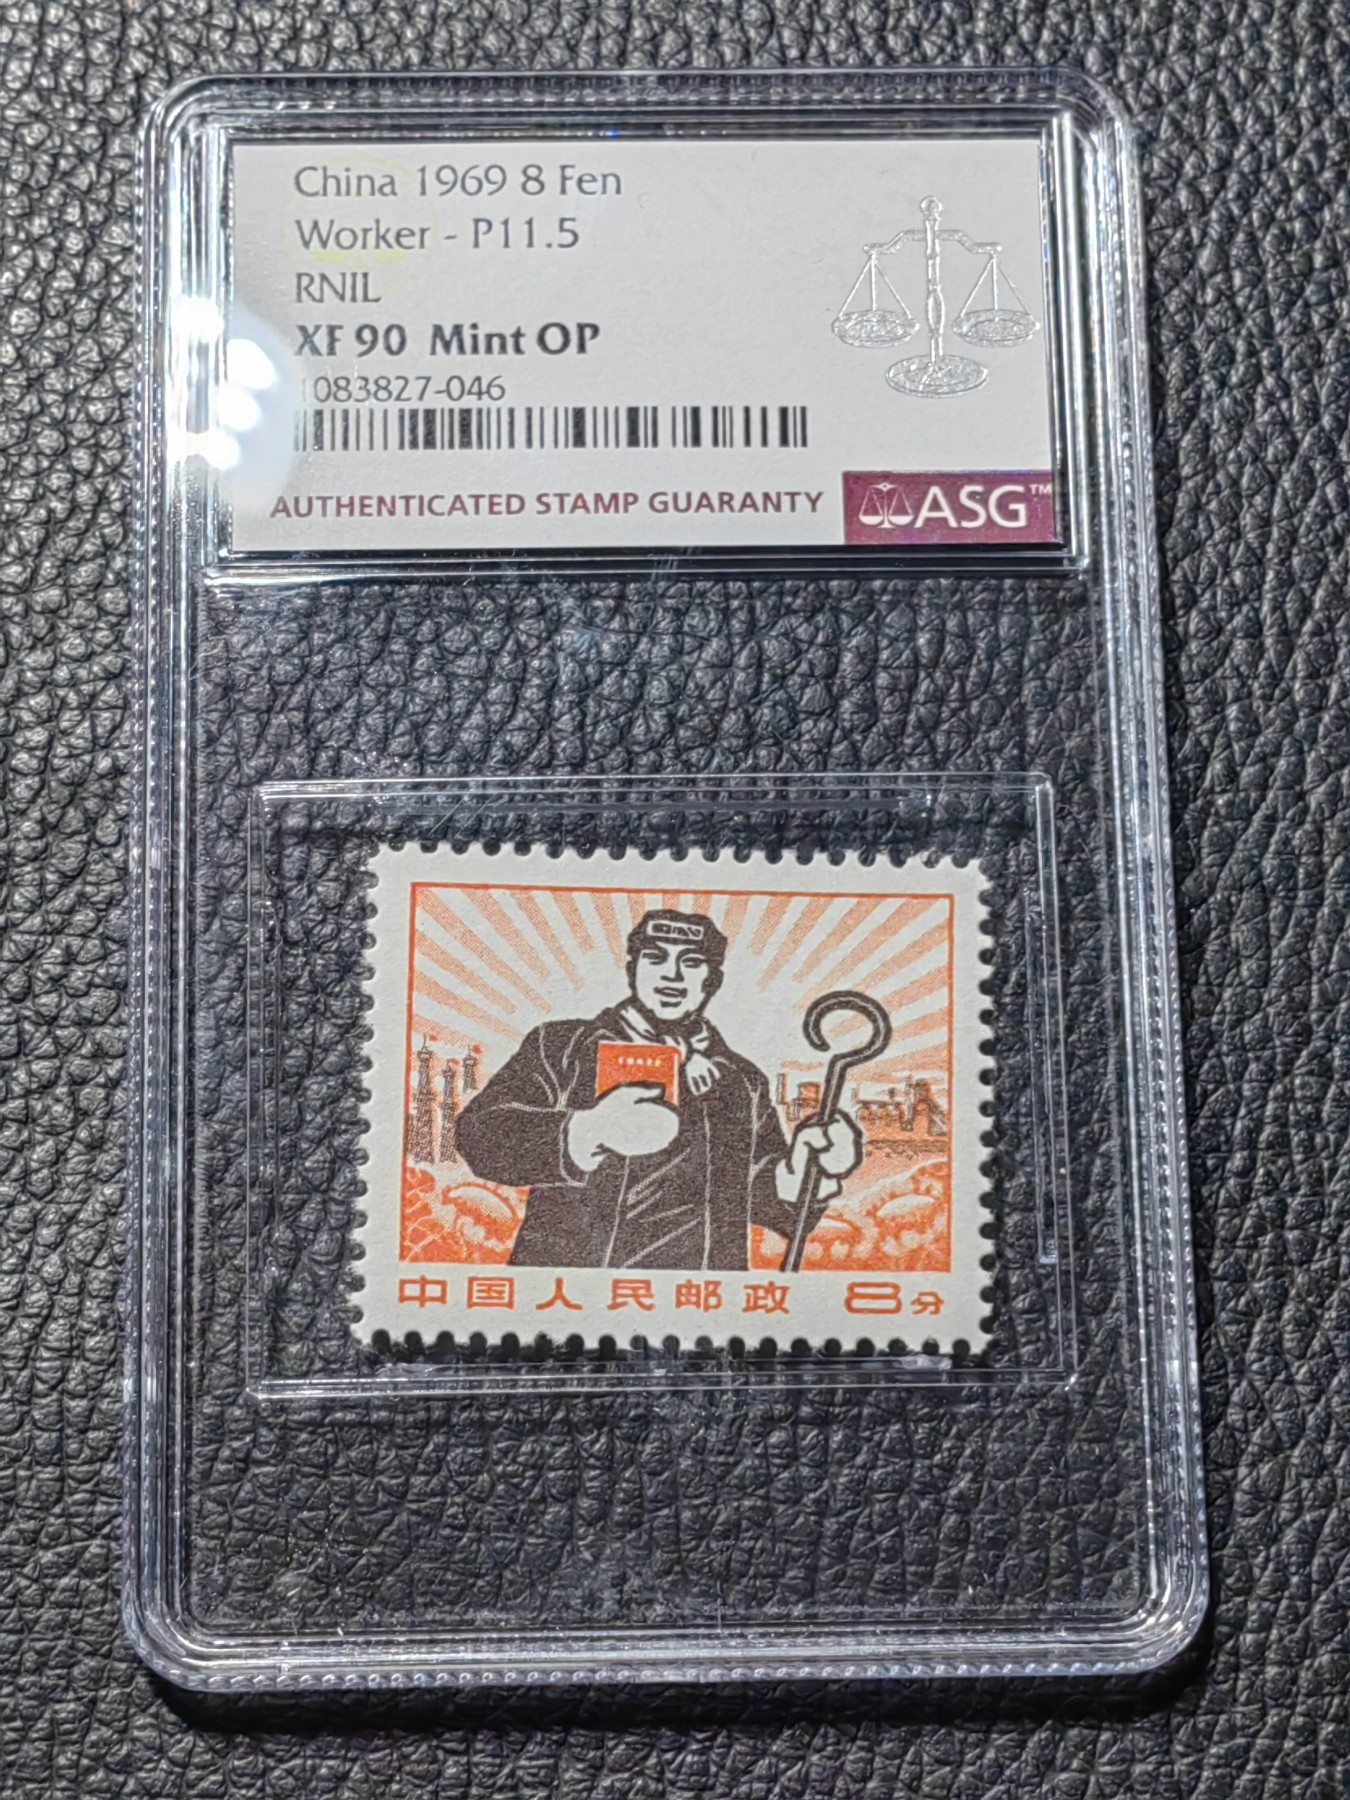 China 1969 8 Fen
Worker - P11.5
RNIL
XF 90 Mint OP
1083827-046
AUTHENTICATED STAMP GUARANTY
ASG™
中国人民邮政 8分